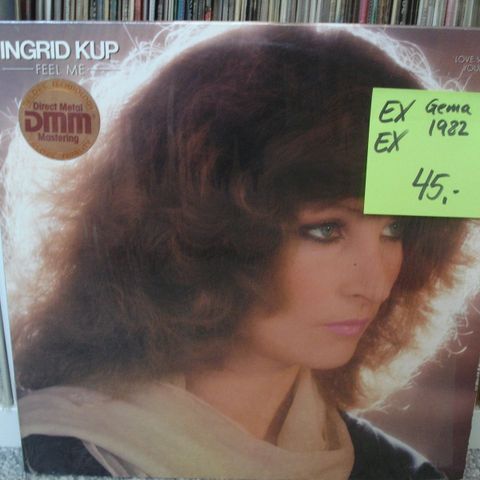 INGRID KUP
FEEL ME
Direct Metal
DMM
Mastering
EX Gema
EX 1982
45,-